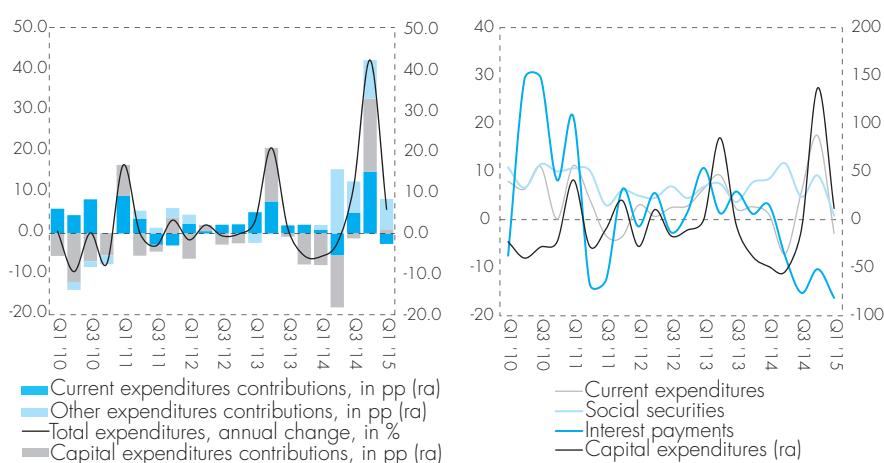 50.0
40.0
30.0
20.0
10.0
0.0
-10.0
-20.0
50.0
40.0
30.0
20.0
10.0
0.0
-10.0
-20.0
Q1 '10
Q3 '10
Q1 '11
Q3 '11
Q1 '12
Q3 '12
Q1 '13
Q3 '13
Q1 '14
Q3 '14
Q1 '15
Current expenditures contributions, in pp (ra)
Other expenditures contributions, in pp (ra)
Total expenditures, annual change, in %
Capital expenditures contributions, in pp (ra)
40
30
20
10
0
-10
-20
200
150
100
50
0
-50
-100
Q1 '10
Q3 '10
Q1 '11
Q3 '11
Q1 '12
Q3 '12
Q1 '13
Q3 '13
Q1 '14
Q3 '14
Q1 '15
Current expenditures
Social securities
Interest payments
Capital expenditures (ra)